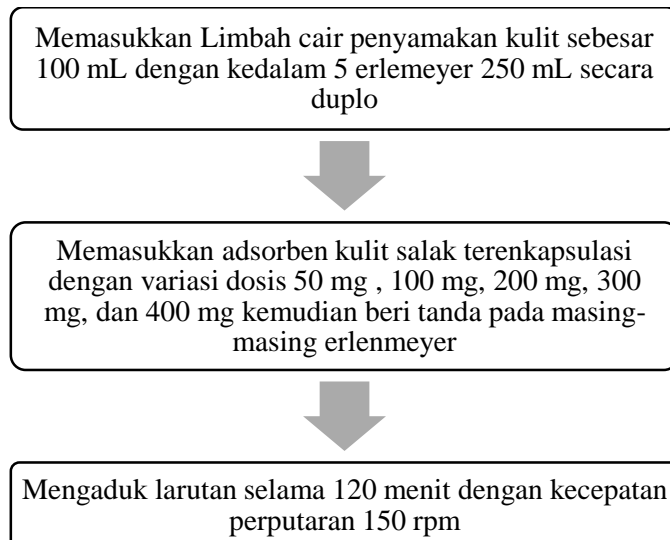 Memasukkan Limbah cair penyamakan kulit sebesar
100 mL dengan kedalam 5 erlemeyer 250 mL secara
duplo
Memasukkan adsorben kulit salak terenkapsulasi
dengan variasi dosis 50 mg , 100 mg, 200 mg, 300
mg, dan 400 mg kemudian beri tanda pada masing-
masing erlenmeyer
Mengaduk larutan selama 120 menit dengan kecepatan
perputaran 150 rpm